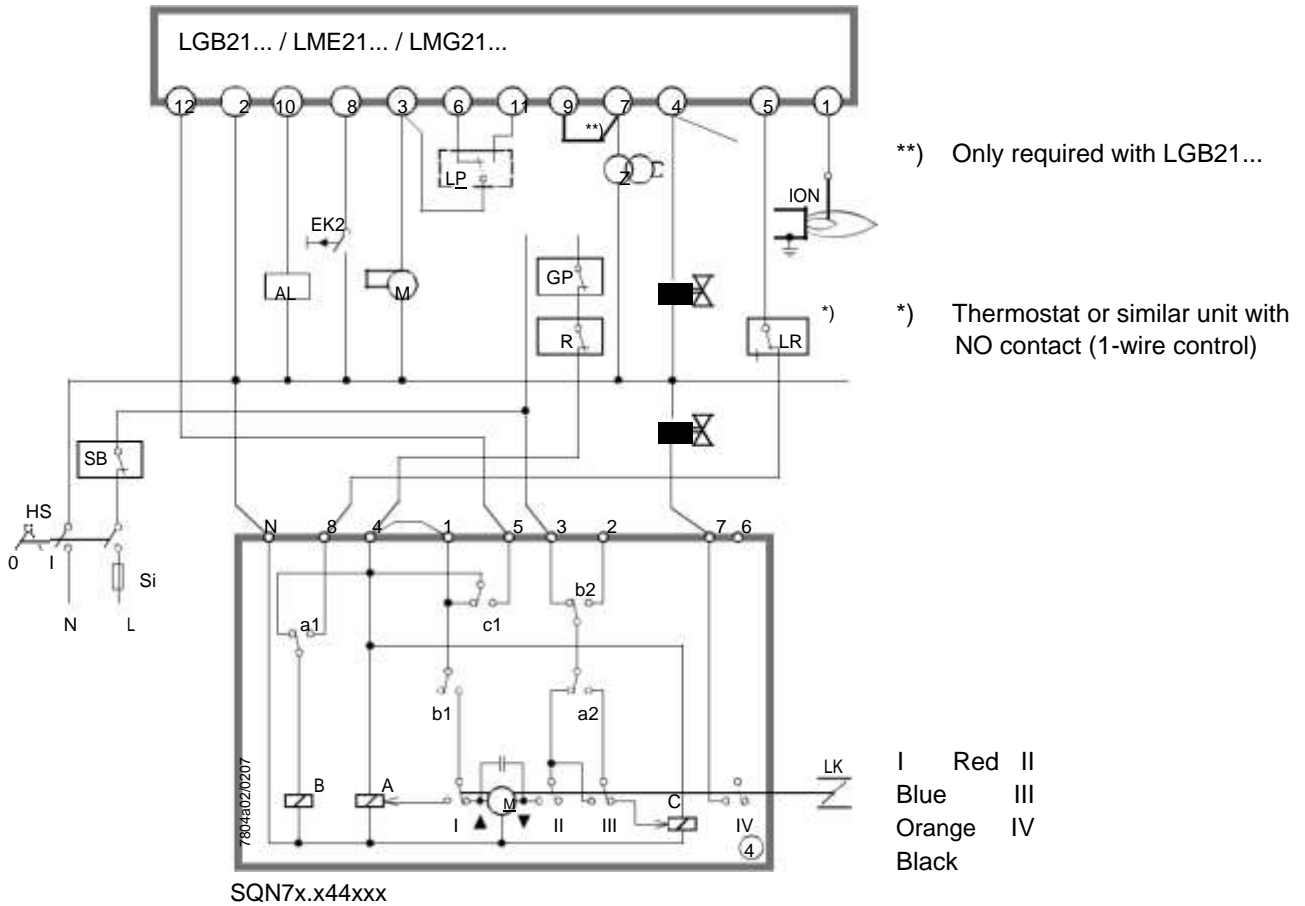 LGB21... / LME21... / LMG21...
12 2 10 8 3 6 11 9 7 4 5 1
**)
**) Only required with LGB21...
LP
Z
ION
EK2
GP
AL
M
R
LR
*)
*) Thermostat or similar unit with
NO contact (1-wire control)
SB
HS
0 I
Si
N L
N 8 4 1 5 3 2 7 6
b2
a1
c1
b1
a2
B
A
M
C
LK
I
II
III
IV
4
7804a02/0207
I Red II
Blue III
Orange IV
Black
SQN7x.x44xxx